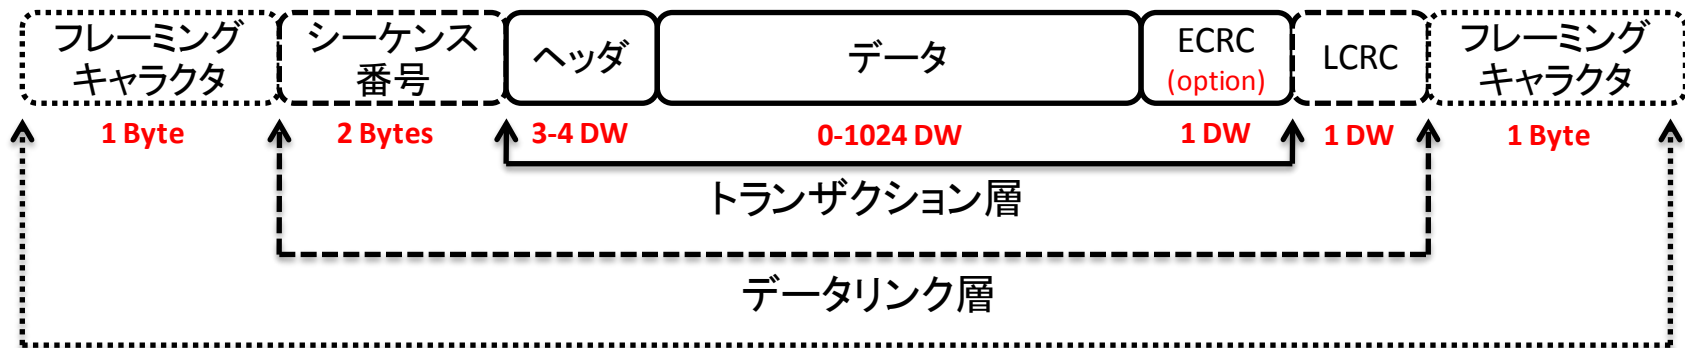 フレーミング
キャラクタ
シーケンス
番号
ヘッダ
データ
ECRC
(option)
LCRC
フレーミング
キャラクタ
1 Byte
2 Bytes
3-4 DW
0-1024 DW
1 DW
1 DW
1 Byte
トランザクション層
データリンク層